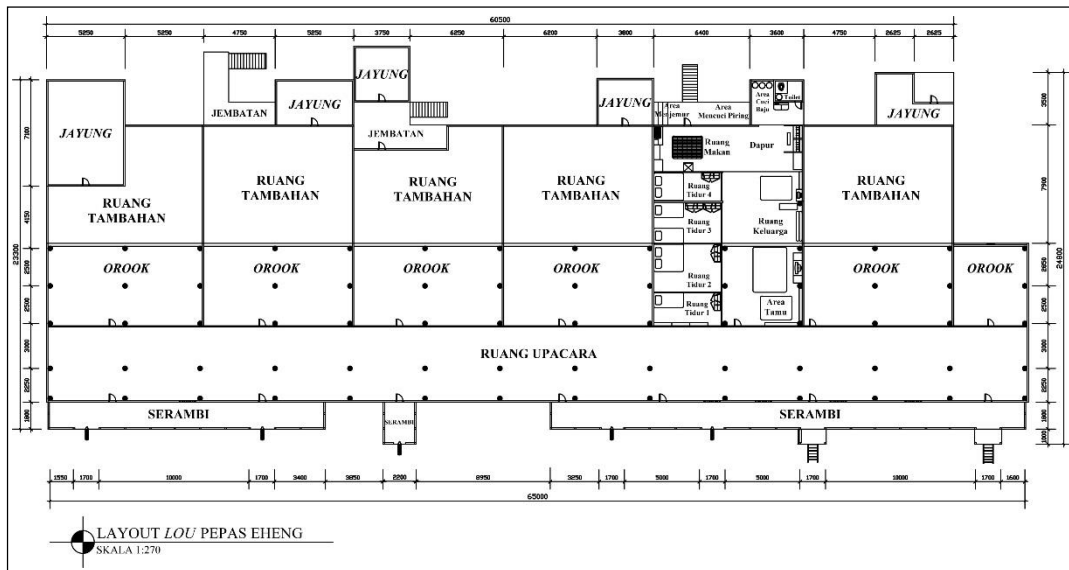 60500
5250 5250 4750 5250 3750 6250 6200 3800 6400 3600 4750 2625 2625
JAYUNG
JEMBATAN
JAYUNG
JAYUNG
JEMBATAN
JAYUNG
Area
Menjemur
Area
Mencuci Piring
Area
Cuci
Baju
Toilet
JAYUNG
Ruang
Makan
Dapur
RUANG
TAMBAHAN
RUANG
TAMBAHAN
RUANG
TAMBAHAN
RUANG
TAMBAHAN
Ruang
Tidur 4
Ruang
Tidur 3
Ruang
Keluarga
RUANG
TAMBAHAN
OROOK
OROOK
OROOK
OROOK
Ruang
Tidur 2
Ruang
Tidur 1
Area
Tamu
OROOK
OROOK
RUANG UPACARA
SERAMBI
SERAMBI
SERAMBI
23300
4150
2500
2500
3000
2250
1800
3500
7900
2500
3000
2250
1800
1000
24800
1550 1700 10000 1700 3400 3850 2200 8950 3250 1700 5000 1700 5000 1700 10000 1700 1600
65000
LAYOUT LOU PEPAS EHENG
SKALA 1:270